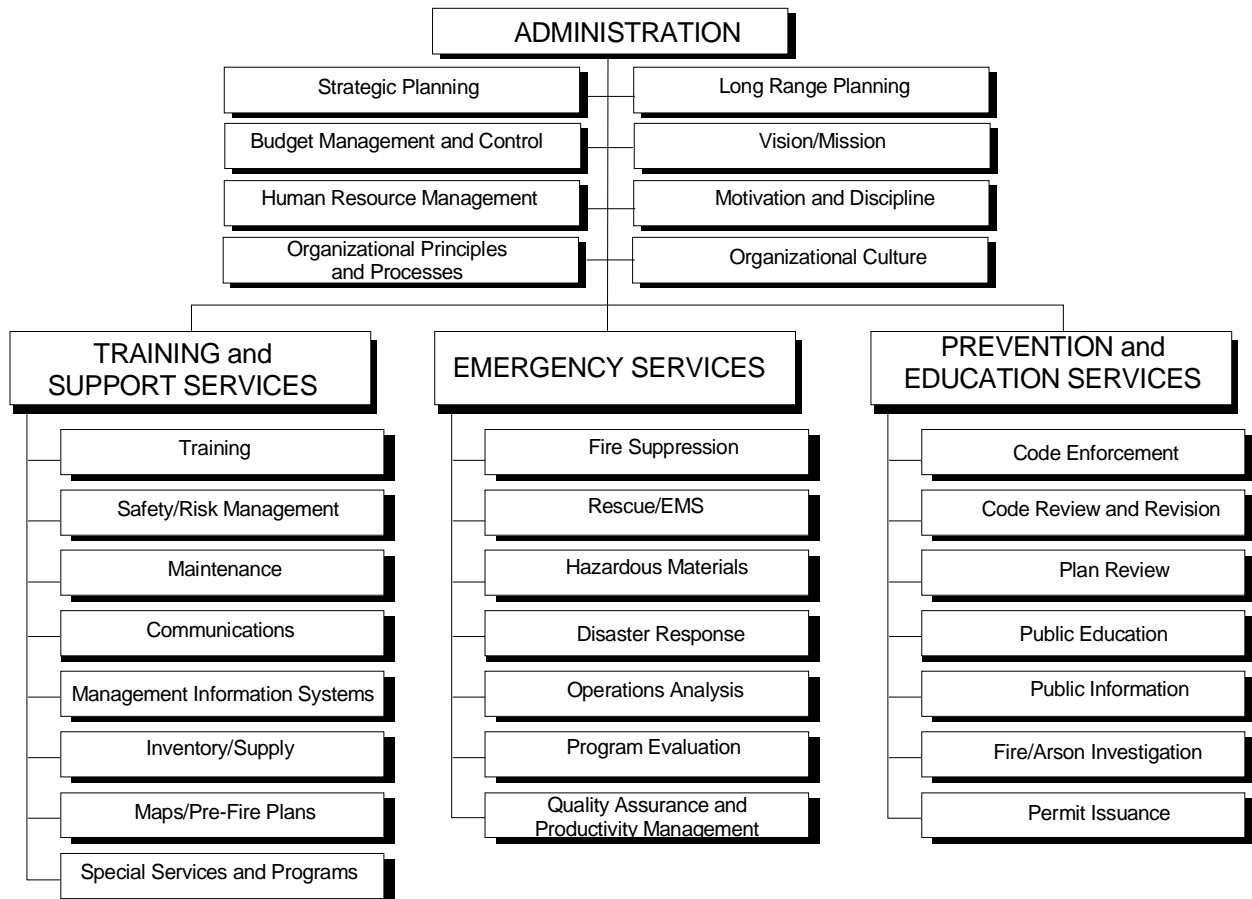 ADMINISTRATION
Strategic Planning
Long Range Planning
Budget Management and Control
Vision/Mission
Human Resource Management
Motivation and Discipline
Organizational Principles
and Processes
Organizational Culture
TRAINING and
SUPPORT SERVICES
Training
Safety/Risk Management
Maintenance
Communications
Management Information Systems
Inventory/Supply
Maps/Pre-Fire Plans
Special Services and Programs
EMERGENCY SERVICES
Fire Suppression
Rescue/EMS
Hazardous Materials
Disaster Response
Operations Analysis
Program Evaluation
Quality Assurance and
Productivity Management
PREVENTION and
EDUCATION SERVICES
Code Enforcement
Code Review and Revision
Plan Review
Public Education
Public Information
Fire/Arson Investigation
Permit Issuance